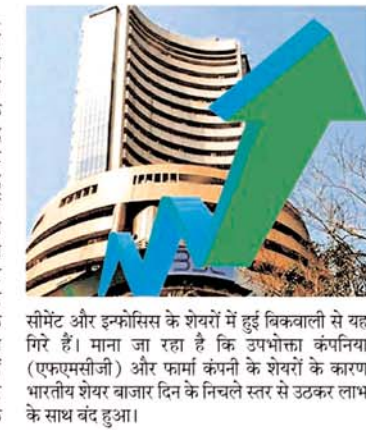 सीमेंट और इन्फोसिस के शेयरों में हुई बिकवाली से यह
गिरे हैं। माना जा रहा है कि उपभोक्ता कंपनिया
(एफएमसीजी) और फार्मा कंपनी के शेयरों के कारण
भारतीय शेयर बाजार दिन के निचले स्तर से उठकर लाभ
के साथ बंद हुआ।